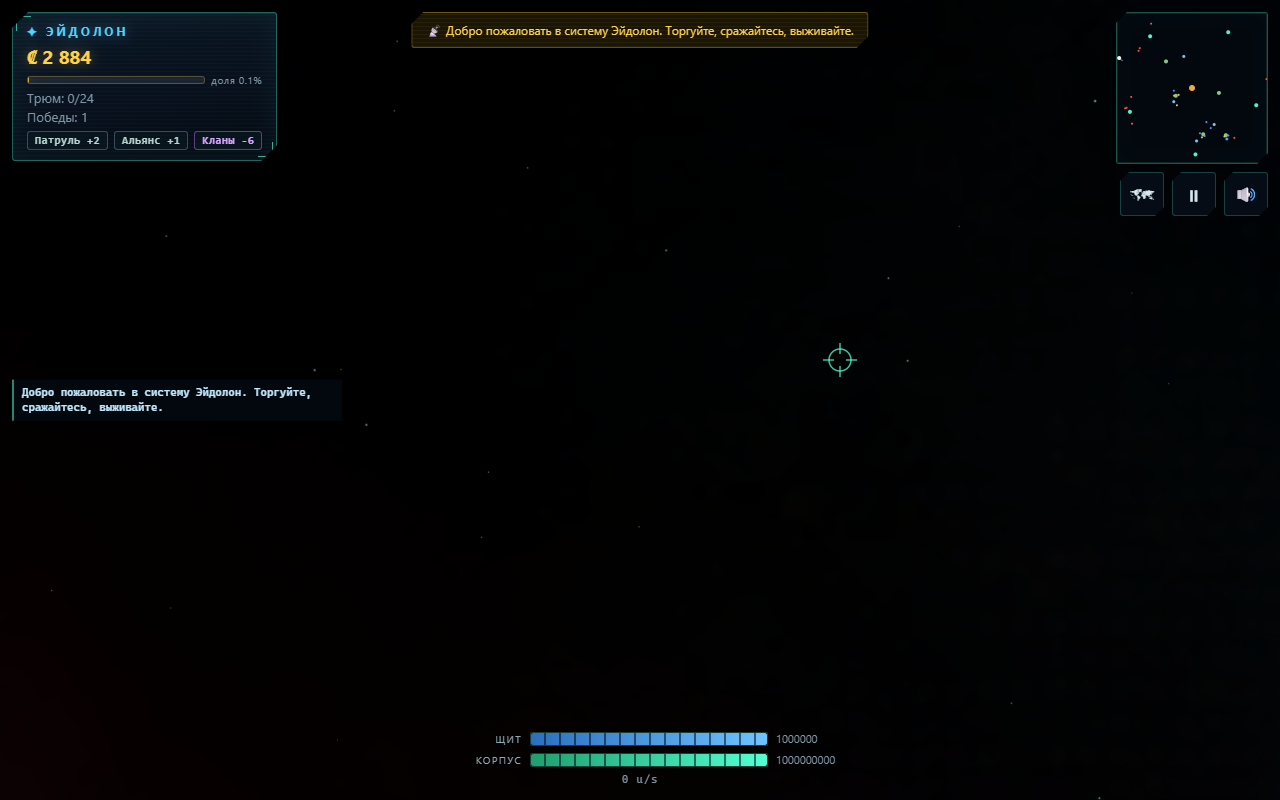 ✦ ЭЙДОЛОН
₡ 2 884
доля 0.1%
Трюм: 0/24
Победы: 1
Патруль +2 Альянс +1 Кланы -6
Добро пожаловать в систему Эйдолон. Торгуйте, сражайтесь, выживайте.
Добро пожаловать в систему Эйдолон. Торгуйте,
сражайтесь, выживайте.
ЩИТ 1000000
КОРПУС 1000000000
0 u/s